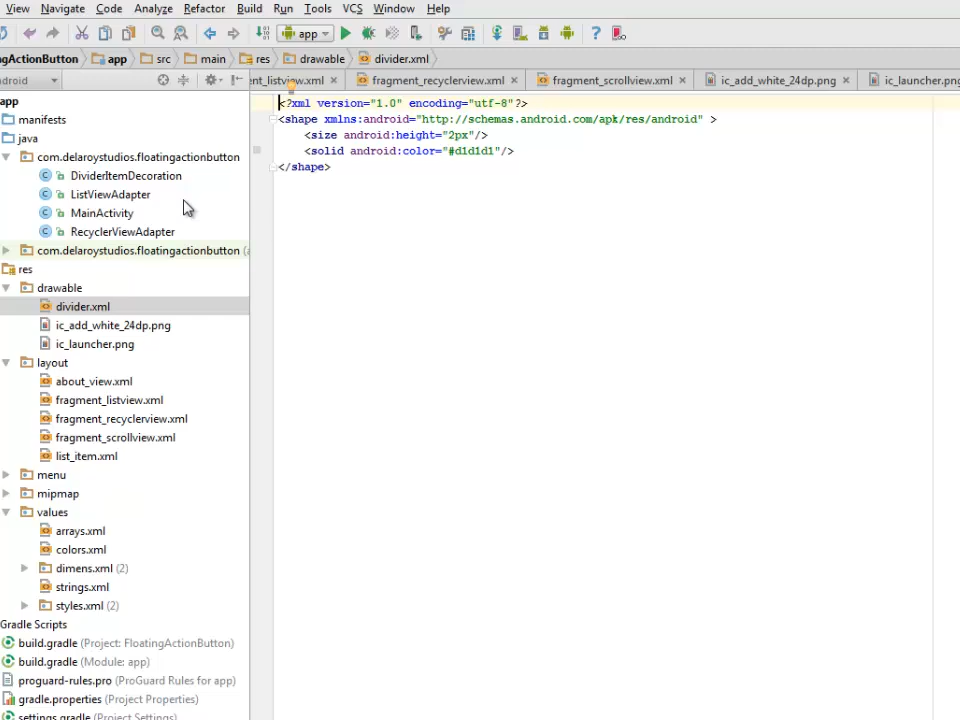 View Navigate Code Analyze Refactor Build Run Tools VCS Window Help
app
gActionButton app src main res drawable divider.xml
ndroid nt_listview.xml fragment_recyclerview.xml fragment_scrollview.xml ic_add_white_24dp.png ic_launcher.png
app
manifests
java
com.delaroystudios.floatingactionbutton
DividerItemDecoration
ListViewAdapter
MainActivity
RecyclerViewAdapter
com.delaroystudios.floatingactionbutton (a
res
drawable
divider.xml
ic_add_white_24dp.png
ic_launcher.png
layout
about_view.xml
fragment_listview.xml
fragment_recyclerview.xml
fragment_scrollview.xml
list_item.xml
menu
mipmap
values
arrays.xml
colors.xml
dimens.xml (2)
strings.xml
styles.xml (2)
Gradle Scripts
build.gradle (Project: FloatingActionButton)
build.gradle (Module: app)
proguard-rules.pro (ProGuard Rules for app)
gradle.properties (Project Properties)
settings.gradle (Project Settings)
<?xml version="1.0" encoding="utf-8"?>
<shape xmlns:android="http://schemas.android.com/apk/res/android" >
<size android:height="2px"/>
<solid android:color="#d1d1d1"/>
</shape>